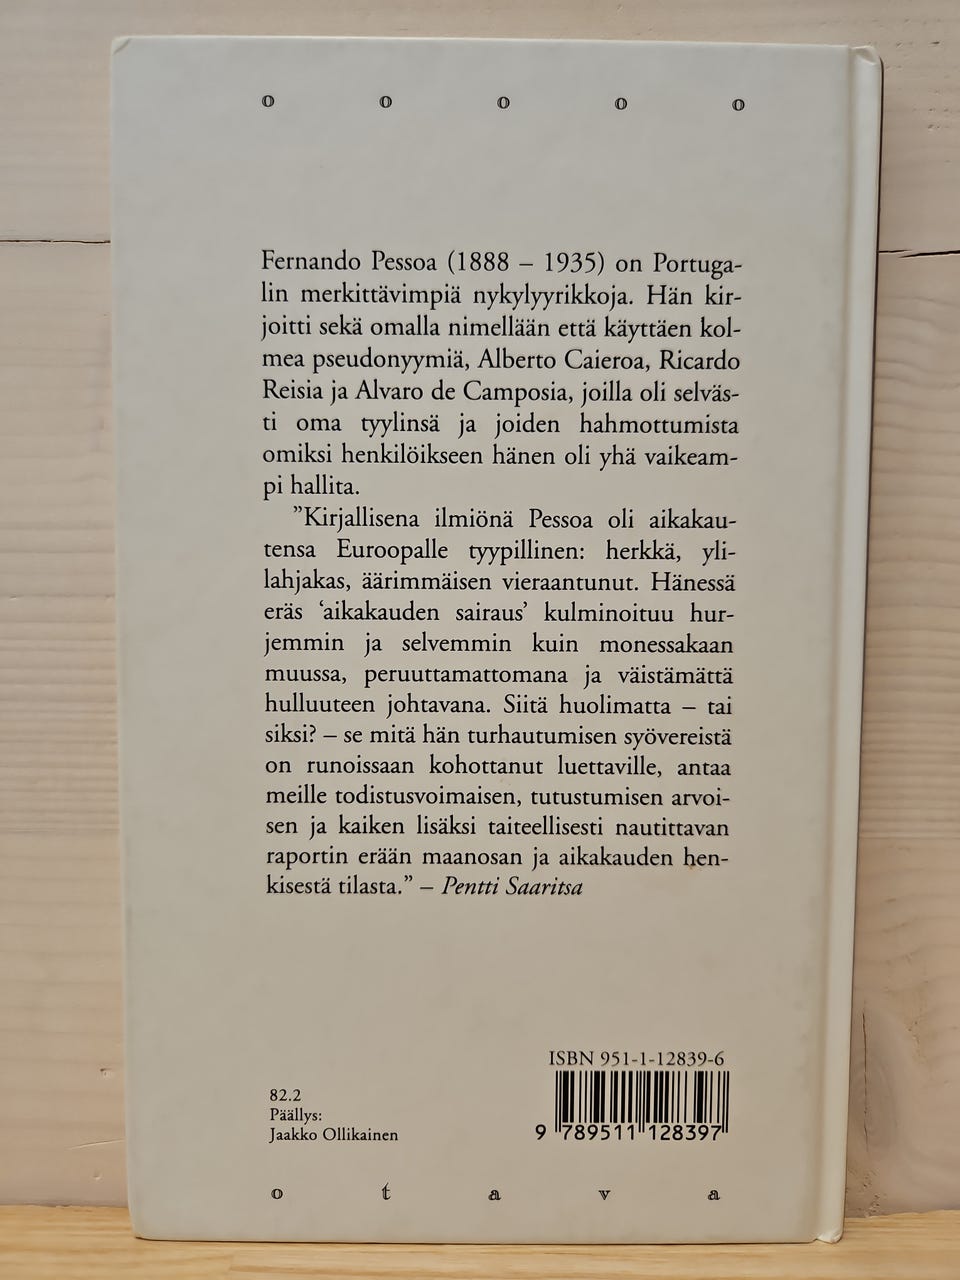 o o o o o
Fernando Pessoa (1888 – 1935) on Portuga-
lin merkittävimpiä nykylyyrikkoja. Hän kir-
joitti sekä omalla nimellään että käyttäen kol-
mea pseudonyymiä, Alberto Caieroa, Ricardo
Reisia ja Alvaro de Camposia, joilla oli selväs-
ti oma tyylinsä ja joiden hahmottumista
omiksi henkilöikseen hänen oli yhä vaikeam-
pi hallita.
”Kirjallisena ilmiönä Pessoa oli aikakau-
tensa Euroopalle tyypillinen: herkkä, yli-
lahjakas, äärimmäisen vieraantunut. Hänessä
eräs ‘aikakauden sairaus’ kulminoituu hur-
jemmin ja selvemmin kuin monessakaan
muussa, peruuttamattomana ja väistämättä
hulluuteen johtavana. Siitä huolimatta – tai
siksi? – se mitä hän turhautumisen syövereistä
on runoissaan kohottanut luettaville, antaa
meille todistusvoimaisen, tutustumisen arvoi-
sen ja kaiken lisäksi taiteellisesti nautittavan
raportin erään maanosan ja aikakauden hen-
kisestä tilasta.” – Pentti Saaritsa
ISBN 951-1-12839-6
9 789511 128397
82.2
Päällys:
Jaakko Ollikainen
o t a v a